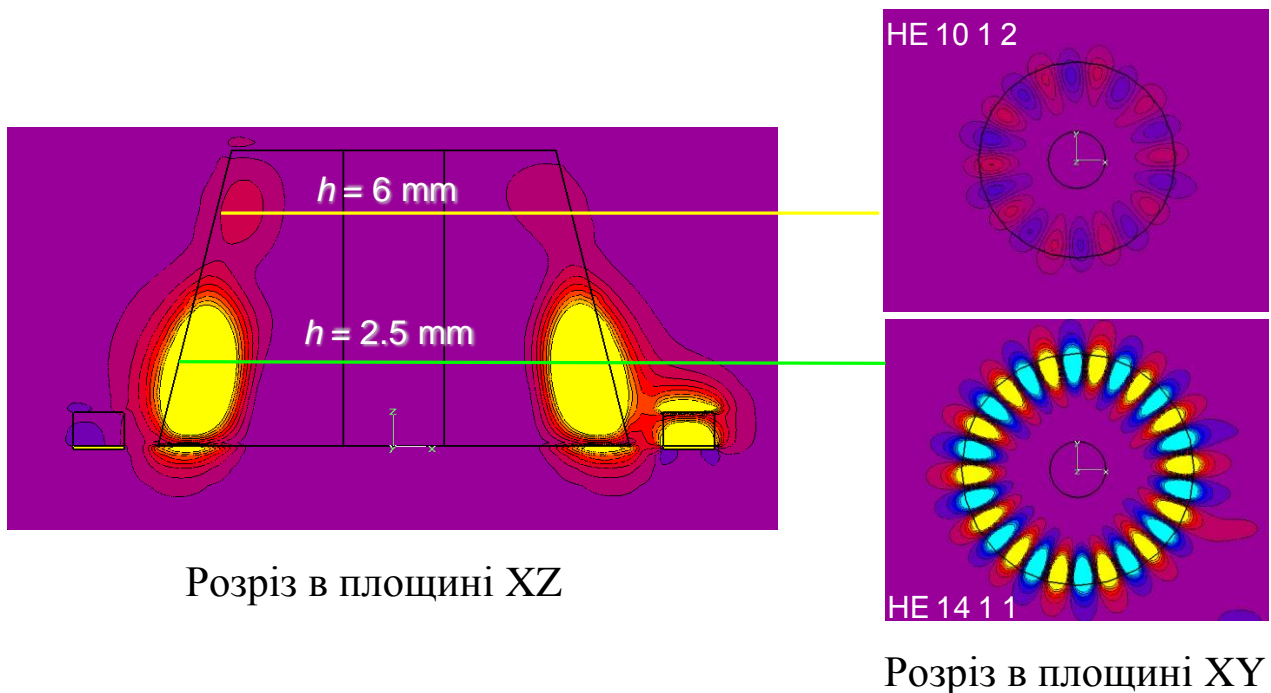 HE 10 1 2
h = 6 mm
h = 2.5 mm
HE 14 1 1
Розріз в площині XZ
Розріз в площині XY